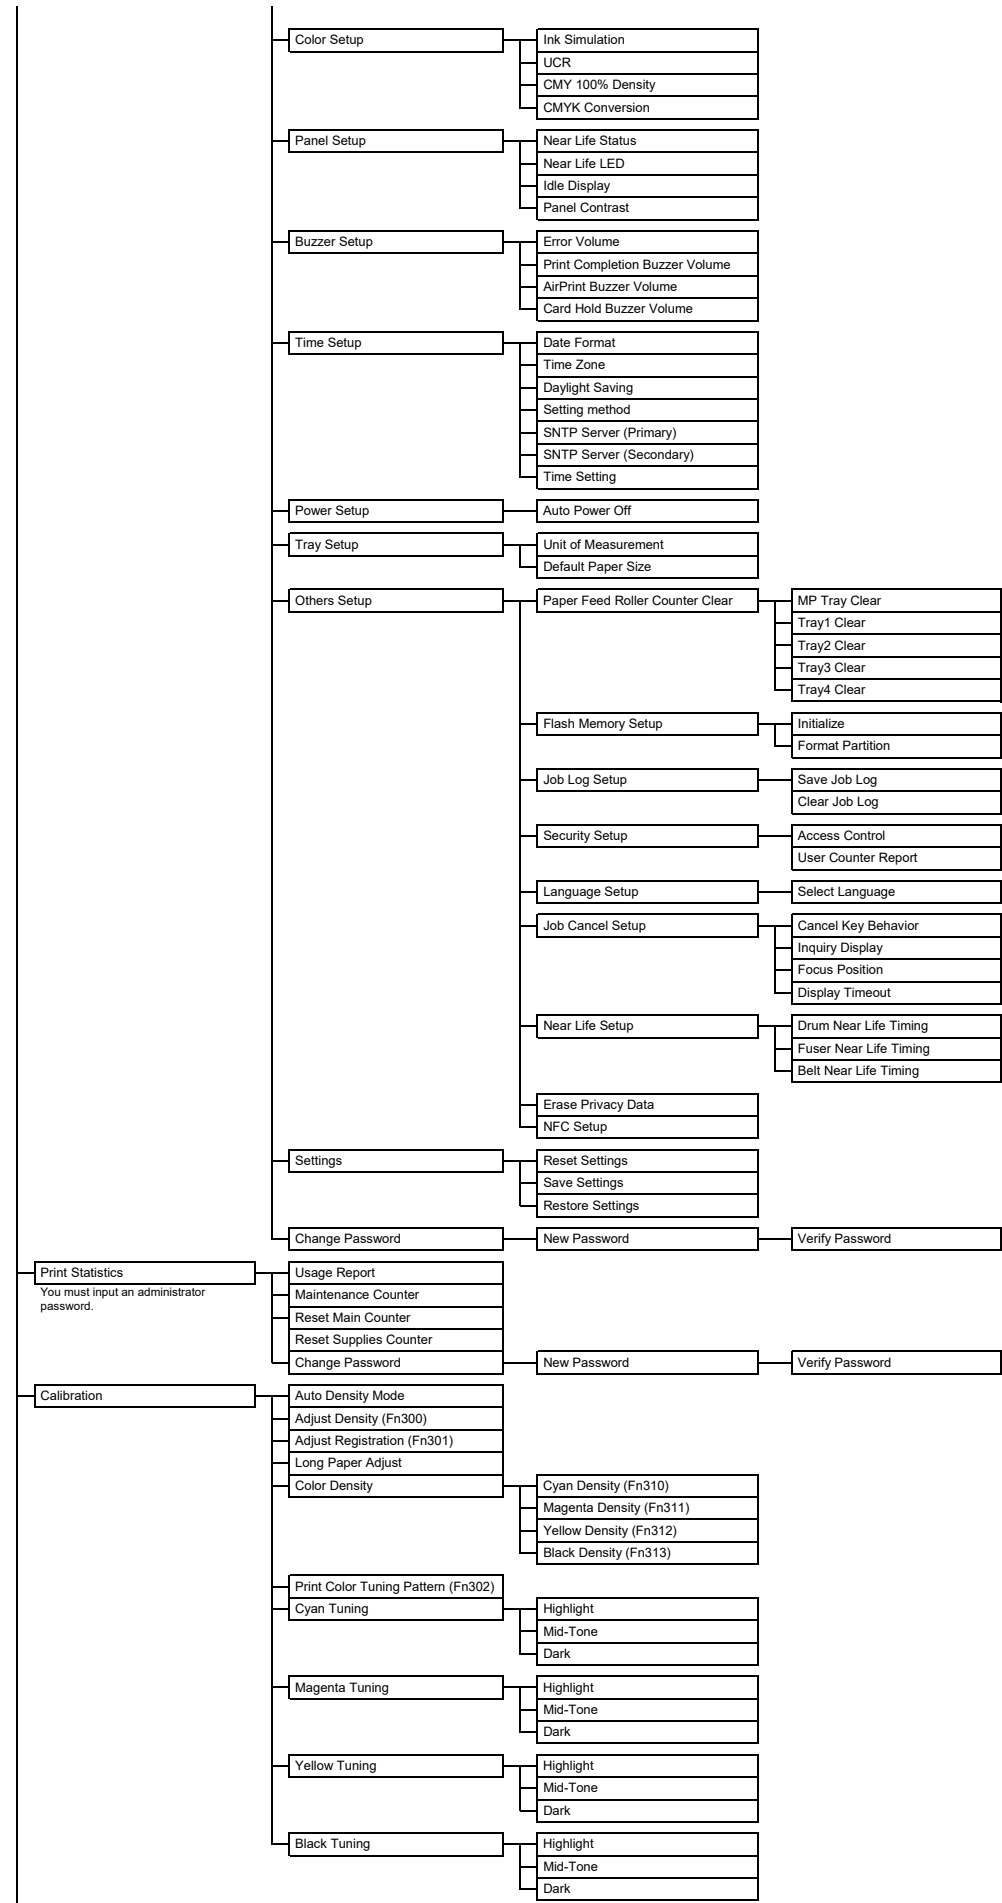 Color Setup
Ink Simulation
UCR
CMY 100% Density
CMYK Conversion
Panel Setup
Near Life Status
Near Life LED
Idle Display
Panel Contrast
Buzzer Setup
Error Volume
Print Completion Buzzer Volume
AirPrint Buzzer Volume
Card Hold Buzzer Volume
Time Setup
Date Format
Time Zone
Daylight Saving
Setting method
SNTP Server (Primary)
SNTP Server (Secondary)
Time Setting
Power Setup
Auto Power Off
Tray Setup
Unit of Measurement
Default Paper Size
Others Setup
Paper Feed Roller Counter Clear
MP Tray Clear
Tray1 Clear
Tray2 Clear
Tray3 Clear
Tray4 Clear
Flash Memory Setup
Initialize
Format Partition
Job Log Setup
Save Job Log
Clear Job Log
Security Setup
Access Control
User Counter Report
Language Setup
Select Language
Job Cancel Setup
Cancel Key Behavior
Inquiry Display
Focus Position
Display Timeout
Near Life Setup
Drum Near Life Timing
Fuser Near Life Timing
Belt Near Life Timing
Erase Privacy Data
NFC Setup
Settings
Reset Settings
Save Settings
Restore Settings
Change Password
New Password
Verify Password
Print Statistics
You must input an administrator
password.
Usage Report
Maintenance Counter
Reset Main Counter
Reset Supplies Counter
Change Password
New Password
Verify Password
Calibration
Auto Density Mode
Adjust Density (Fn300)
Adjust Registration (Fn301)
Long Paper Adjust
Color Density
Cyan Density (Fn310)
Magenta Density (Fn311)
Yellow Density (Fn312)
Black Density (Fn313)
Print Color Tuning Pattern (Fn302)
Cyan Tuning
Highlight
Mid-Tone
Dark
Magenta Tuning
Highlight
Mid-Tone
Dark
Yellow Tuning
Highlight
Mid-Tone
Dark
Black Tuning
Highlight
Mid-Tone
Dark